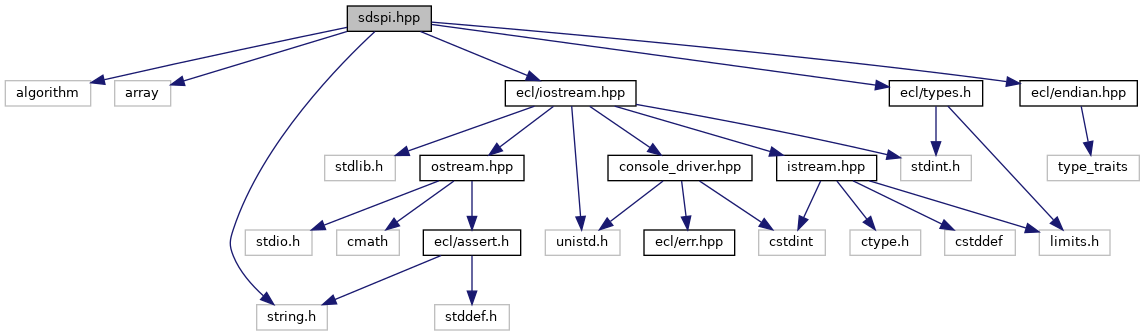 sdspi.hpp
algorithm
array
ecl/iostream.hpp
ecl/types.h
ecl/endian.hpp
stdlib.h
ostream.hpp
console_driver.hpp
istream.hpp
stdint.h
type_traits
stdio.h
cmath
ecl/assert.h
unistd.h
ecl/err.hpp
cstdint
ctype.h
cstddef
limits.h
string.h
stddef.h